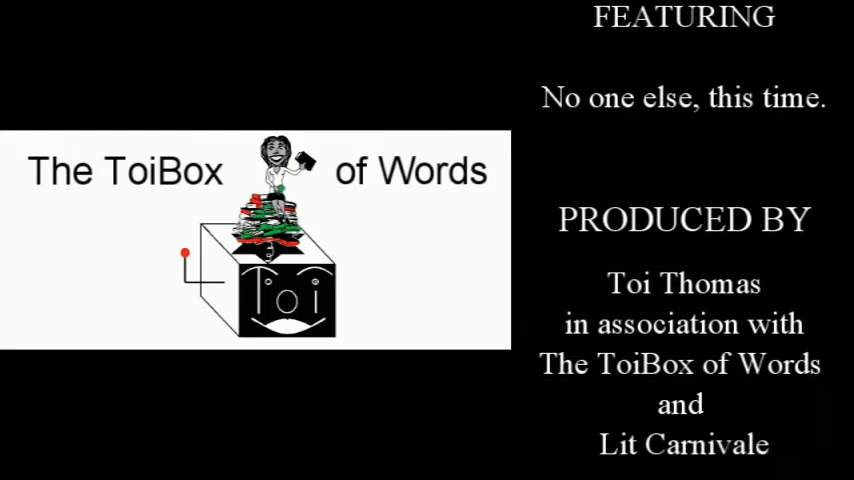 The ToiBox of Words
Toi
FEATURING
No one else, this time.
PRODUCED BY
Toi Thomas
in association with
The ToiBox of Words
and
Lit Carnivale